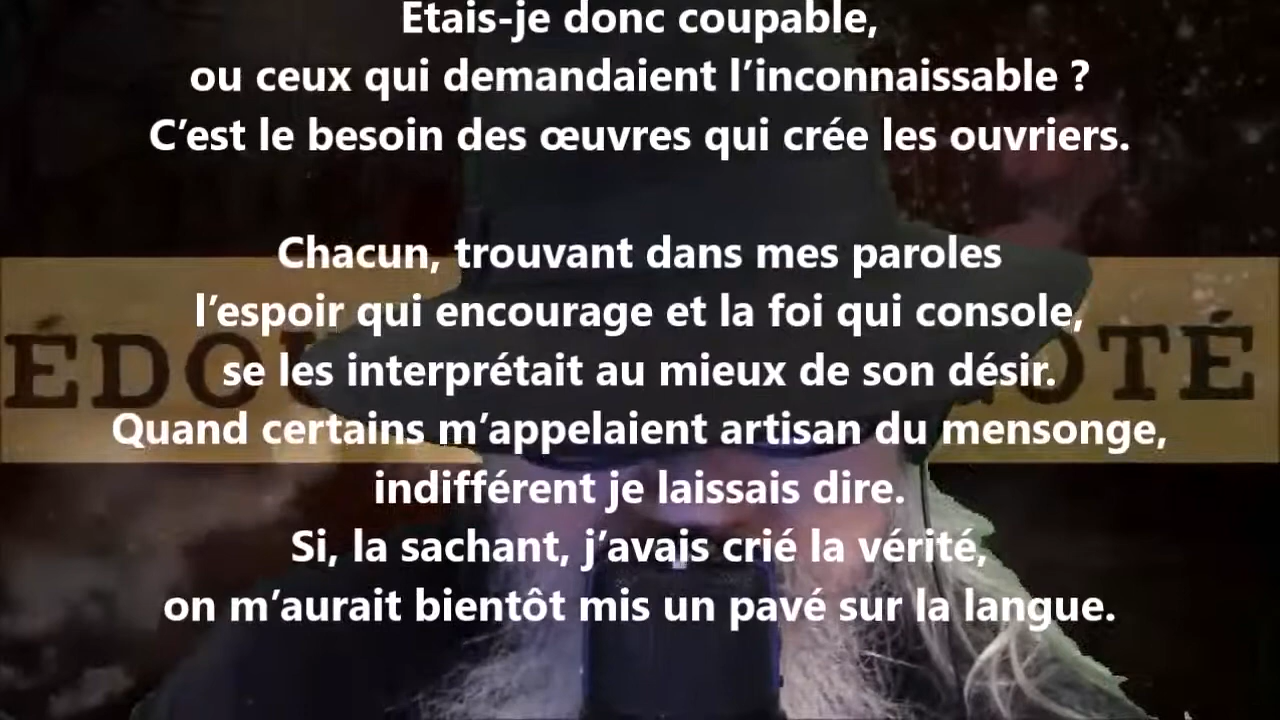 Étais-je donc coupable,
ou ceux qui demandaient l’inconnaissable ?
C’est le besoin des œuvres qui crée les ouvriers.
Chacun, trouvant dans mes paroles
l’espoir qui encourage et la foi qui console,
se les interprétait au mieux de son désir.
Quand certains m’appelaient artisan du mensonge,
indifférent je laissais dire.
Si, la sachant, j’avais crié la vérité,
on m’aurait bientôt mis un pavé sur la langue.